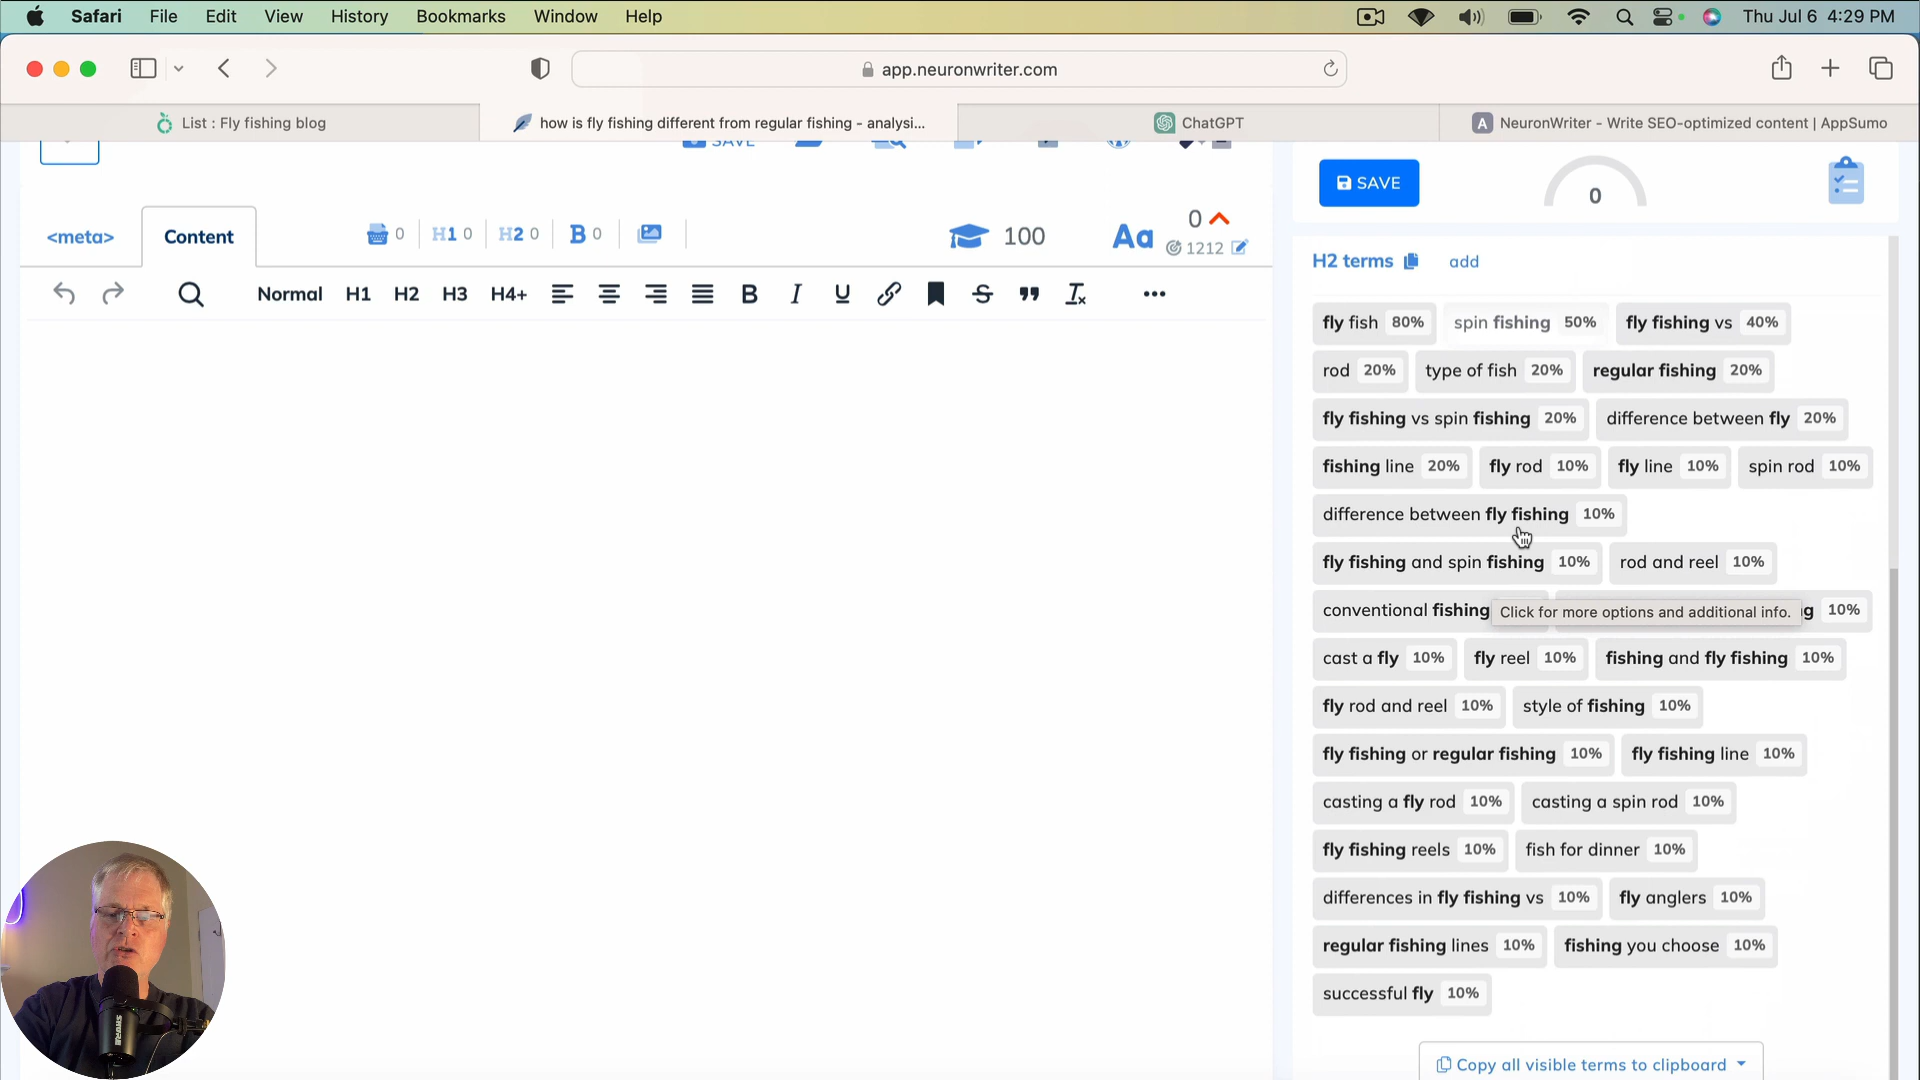 Safari File Edit View History Bookmarks Window Help Thu Jul 6 4:29 PM
app.neuronwriter.com
List : Fly fishing blog
how is fly fishing different from regular fishing - analysi...
ChatGPT
A NeuronWriter - Write SEO-optimized content | AppSumo
SAVE
SAVE
0
<meta> Content 0 H1 0 H2 0 B 0 100 Aa 0
1212
Normal H1 H2 H3 H4+ B I U S
H2 terms add
fly fish 80% spin fishing 50% fly fishing vs 40%
rod 20% type of fish 20% regular fishing 20%
fly fishing vs spin fishing 20% difference between fly 20%
fishing line 20% fly rod 10% fly line 10% spin rod 10%
difference between fly fishing 10%
fly fishing and spin fishing 10% rod and reel 10%
conventional fishing g 10%
Click for more options and additional info.
cast a fly 10% fly reel 10% fishing and fly fishing 10%
fly rod and reel 10% style of fishing 10%
fly fishing or regular fishing 10% fly fishing line 10%
casting a fly rod 10% casting a spin rod 10%
fly fishing reels 10% fish for dinner 10%
differences in fly fishing vs 10% fly anglers 10%
regular fishing lines 10% fishing you choose 10%
successful fly 10%
Copy all visible terms to clipboard
SHURE